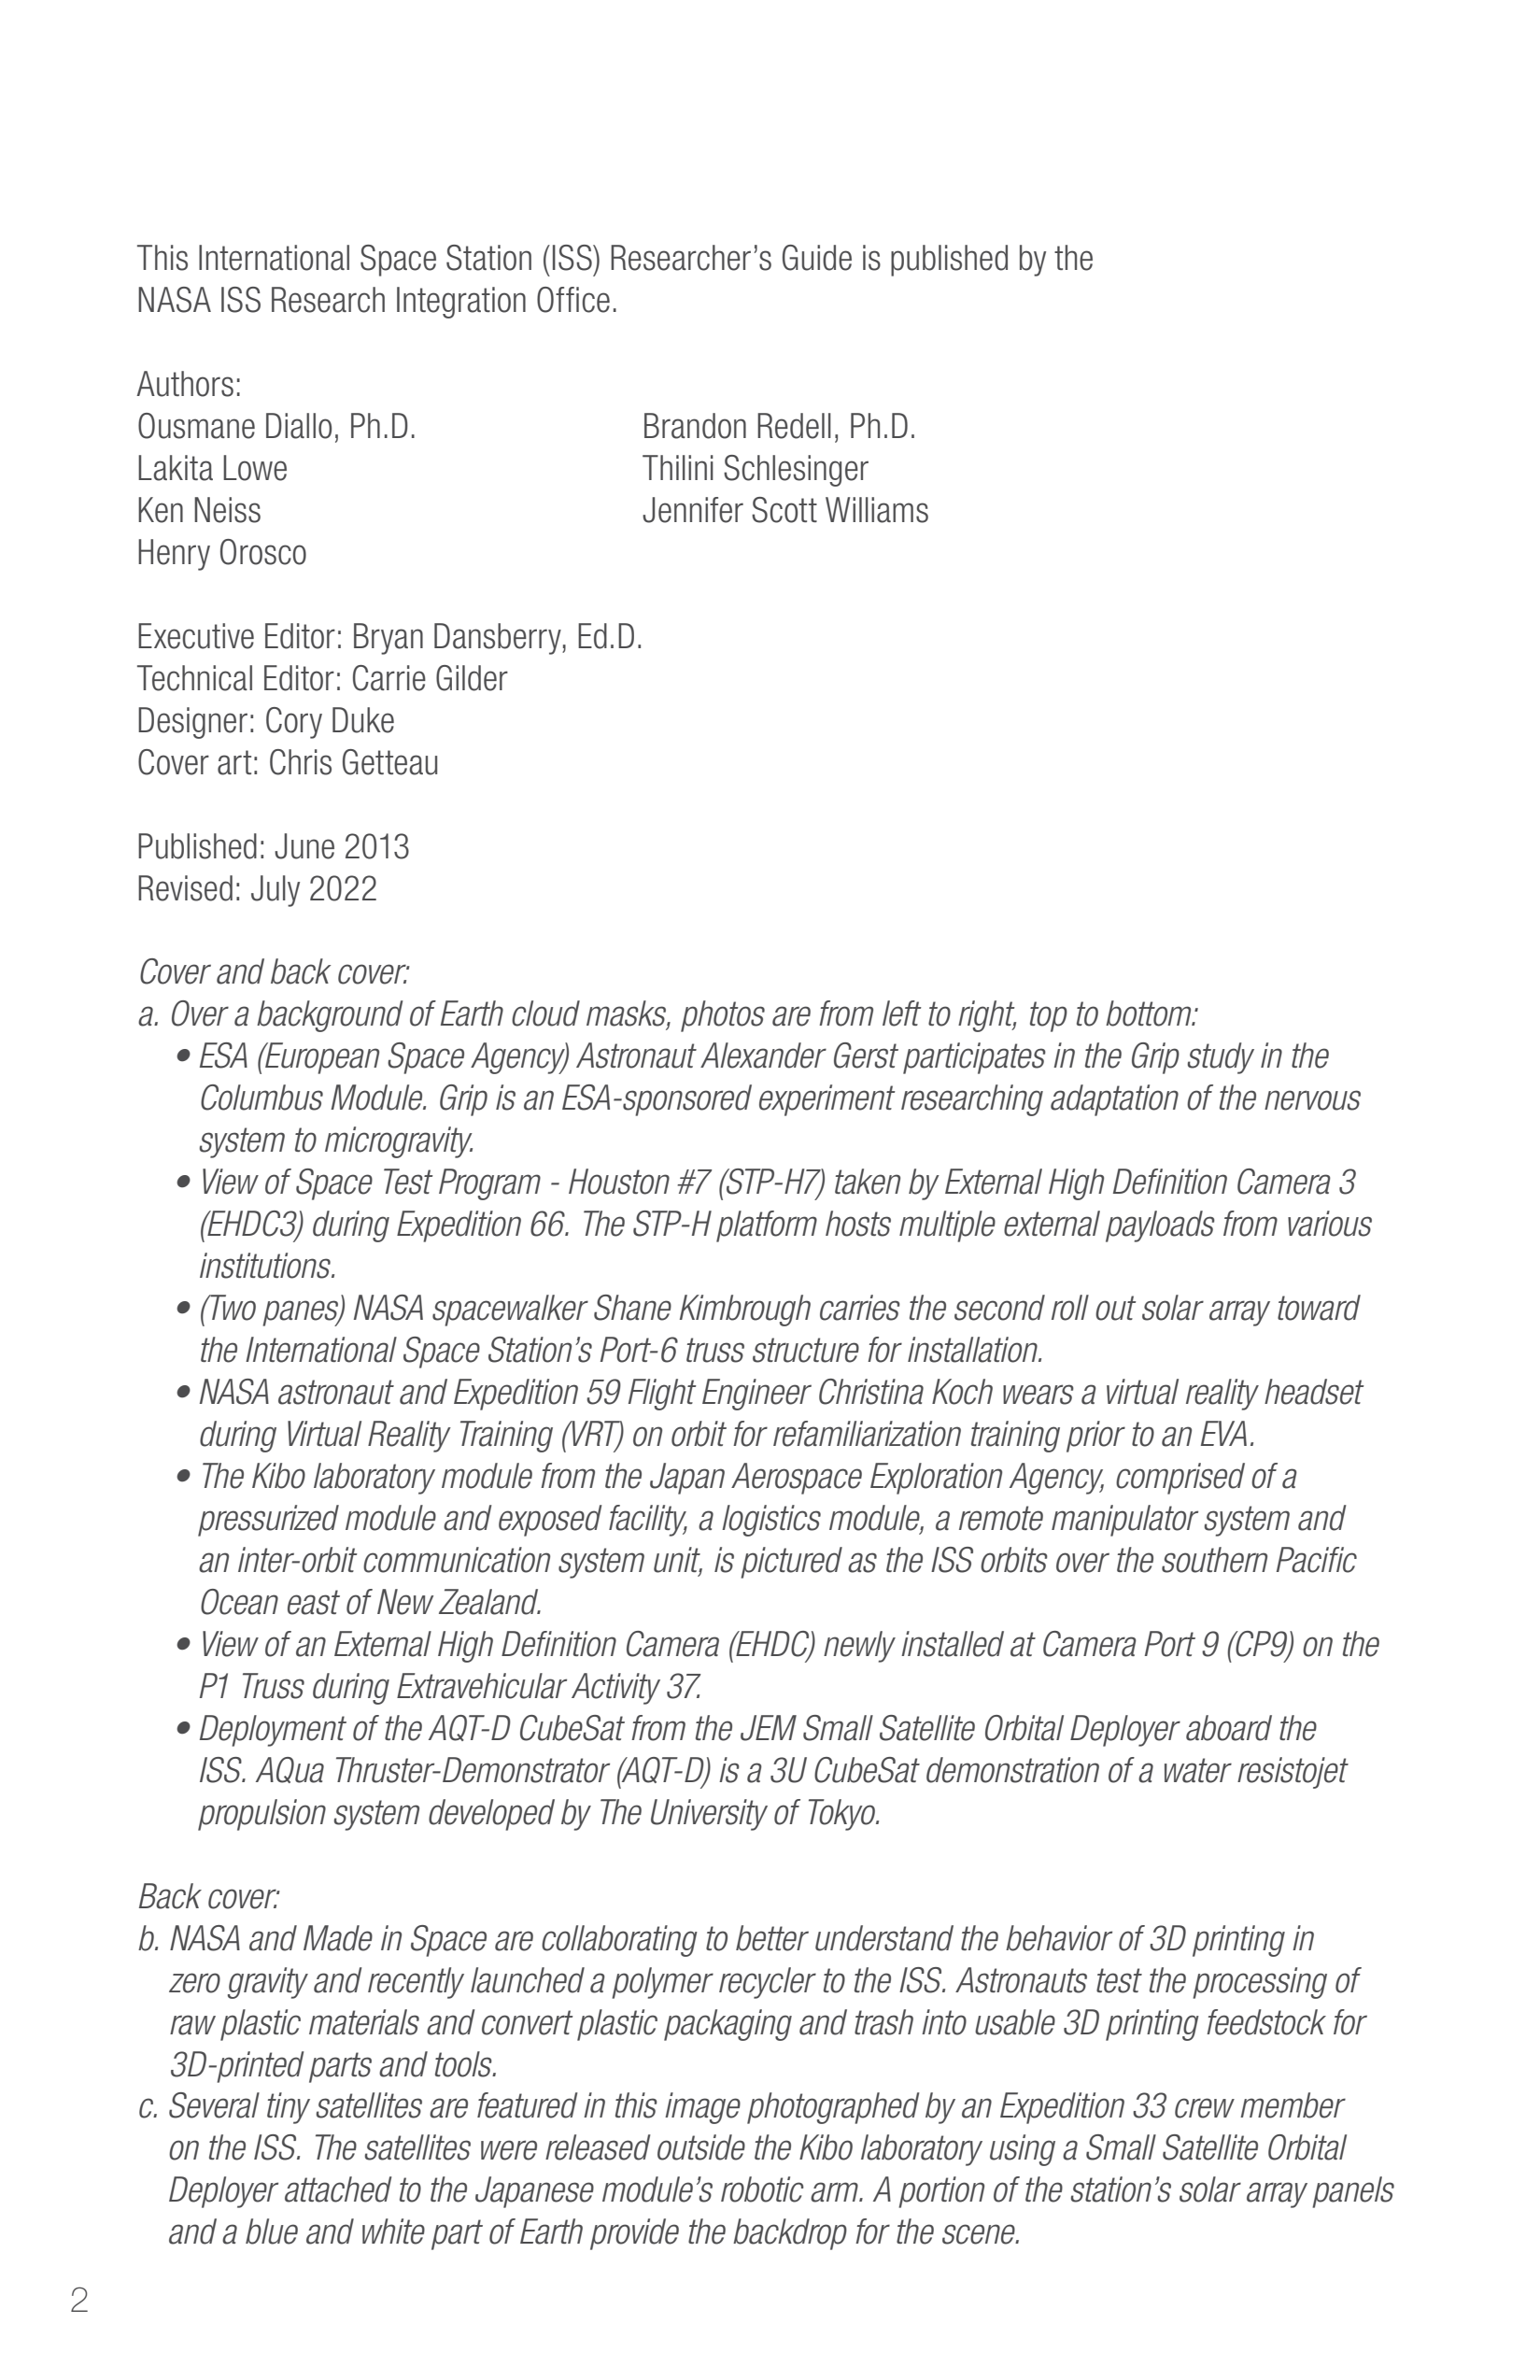 This International Space Station (ISS) Researcher’s Guide is published by the
NASA ISS Research Integration Office.
Authors:
Ousmane Diallo, Ph.D.
Lakita Lowe
Ken Neiss
Henry Orosco
Brandon Redell, Ph.D.
Thilini Schlesinger
Jennifer Scott Williams
Executive Editor: Bryan Dansberry, Ed.D.
Technical Editor: Carrie Gilder
Designer: Cory Duke
Cover art: Chris Getteau
Published: June 2013
Revised: July 2022
Cover and back cover:
a. Over a background of Earth cloud masks, photos are from left to right, top to bottom:
• ESA (European Space Agency) Astronaut Alexander Gerst participates in the Grip study in the
Columbus Module. Grip is an ESA-sponsored experiment researching adaptation of the nervous
system to microgravity.
• View of Space Test Program - Houston #7 (STP-H7) taken by External High Definition Camera 3
(EHDC3) during Expedition 66. The STP-H platform hosts multiple external payloads from various
institutions.
• (Two panes) NASA spacewalker Shane Kimbrough carries the second roll out solar array toward
the International Space Station’s Port-6 truss structure for installation.
• NASA astronaut and Expedition 59 Flight Engineer Christina Koch wears a virtual reality headset
during Virtual Reality Training (VRT) on orbit for refamiliarization training prior to an EVA.
• The Kibo laboratory module from the Japan Aerospace Exploration Agency, comprised of a
pressurized module and exposed facility, a logistics module, a remote manipulator system and
an inter-orbit communication system unit, is pictured as the ISS orbits over the southern Pacific
Ocean east of New Zealand.
• View of an External High Definition Camera (EHDC) newly installed at Camera Port 9 (CP9) on the
P1 Truss during Extravehicular Activity 37.
• Deployment of the AQT-D CubeSat from the JEM Small Satellite Orbital Deployer aboard the
ISS. AQua Thruster-Demonstrator (AQT-D) is a 3U CubeSat demonstration of a water resistojet
propulsion system developed by The University of Tokyo.
Back cover:
b. NASA and Made in Space are collaborating to better understand the behavior of 3D printing in
zero gravity and recently launched a polymer recycler to the ISS. Astronauts test the processing of
raw plastic materials and convert plastic packaging and trash into usable 3D printing feedstock for
3D-printed parts and tools.
c. Several tiny satellites are featured in this image photographed by an Expedition 33 crew member
on the ISS. The satellites were released outside the Kibo laboratory using a Small Satellite Orbital
Deployer attached to the Japanese module’s robotic arm. A portion of the station’s solar array panels
and a blue and white part of Earth provide the backdrop for the scene.
2